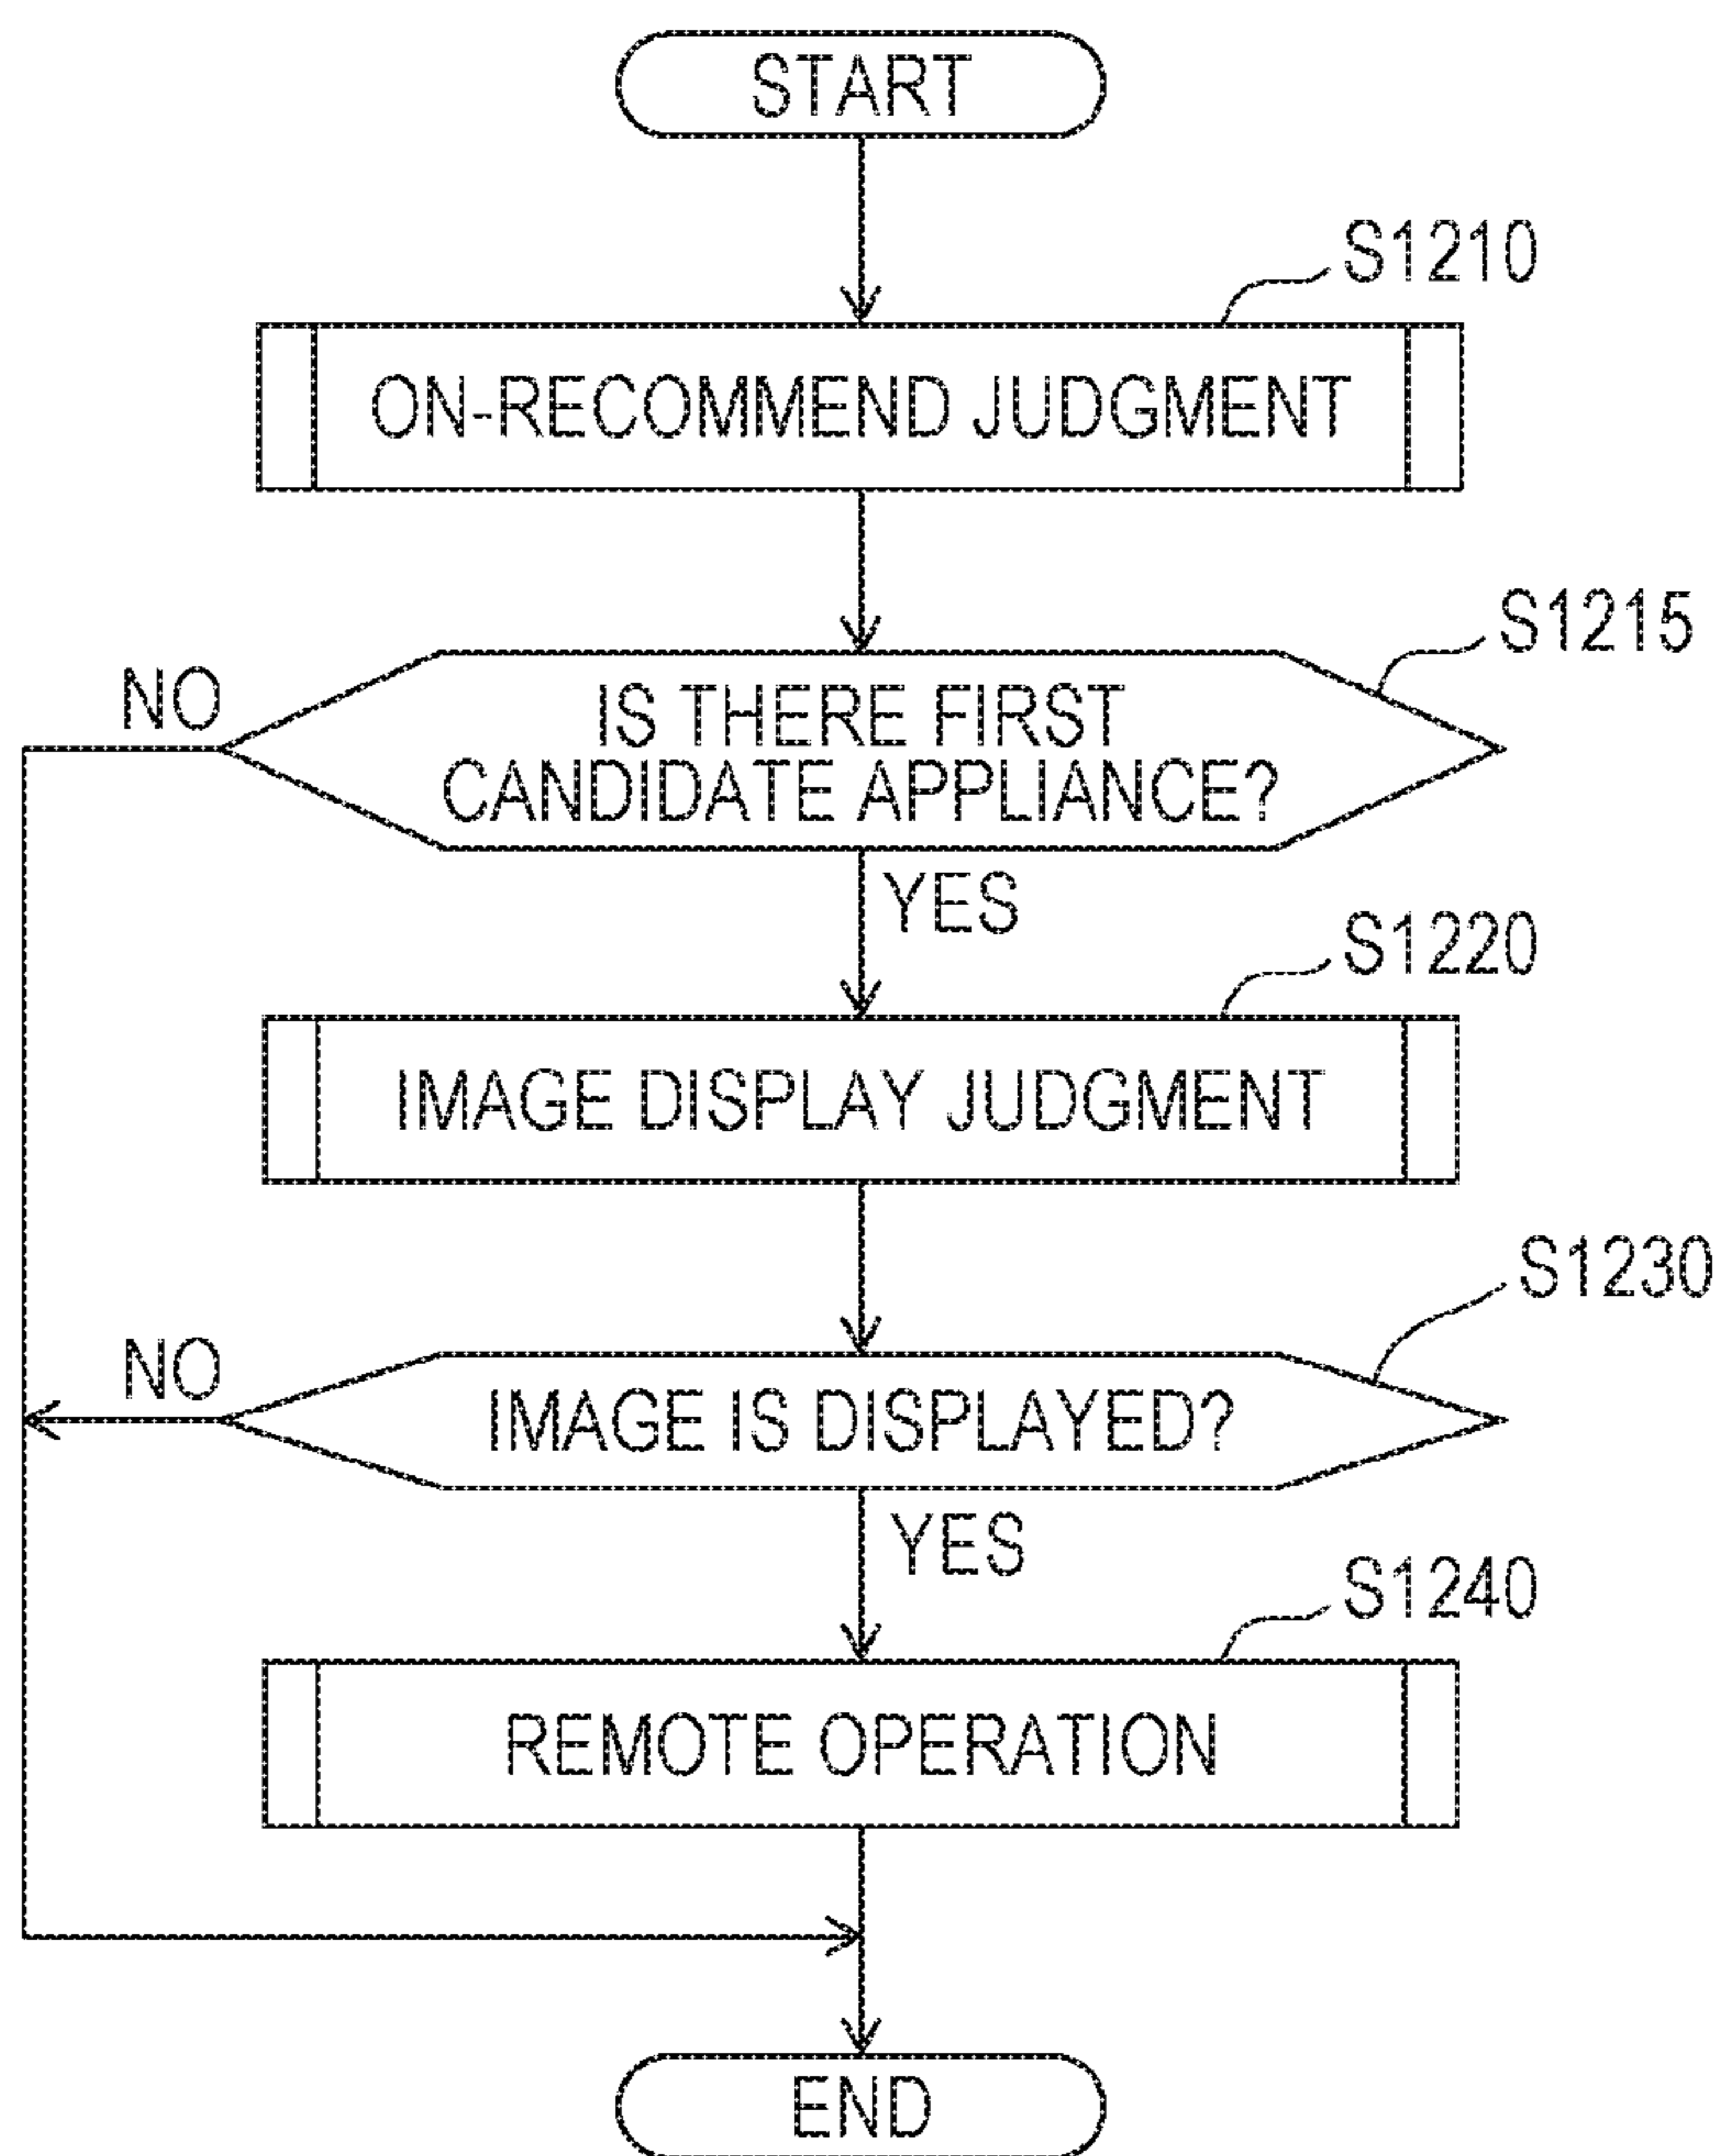 START
S1210
ON-RECOMMEND JUDGMENT
S1215
NO
IS THERE FIRST
CANDIDATE APPLIANCE?
YES
S1220
IMAGE DISPLAY JUDGMENT
S1230
NO
IMAGE IS DISPLAYED?
YES
S1240
REMOTE OPERATION
END